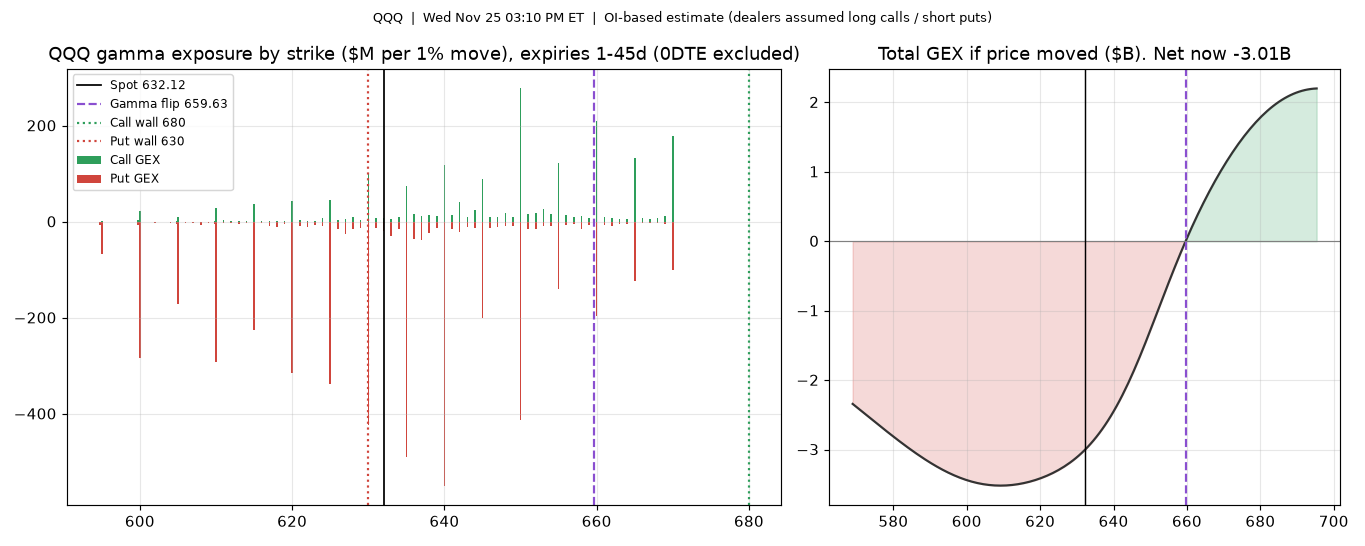 QQQ | Wed Nov 25 03:10 PM ET | OI-based estimate (dealers assumed long calls / short puts)
QQQ gamma exposure by strike ($M per 1% move), expiries 1-45d (0DTE excluded)
Spot 632.12
Gamma flip 659.63
Call wall 680
Put wall 630
Call GEX
Put GEX
200
0
−200
−400
600
620
640
660
680
Total GEX if price moved ($B). Net now -3.01B
2
1
0
−1
−2
−3
580
600
620
640
660
680
700